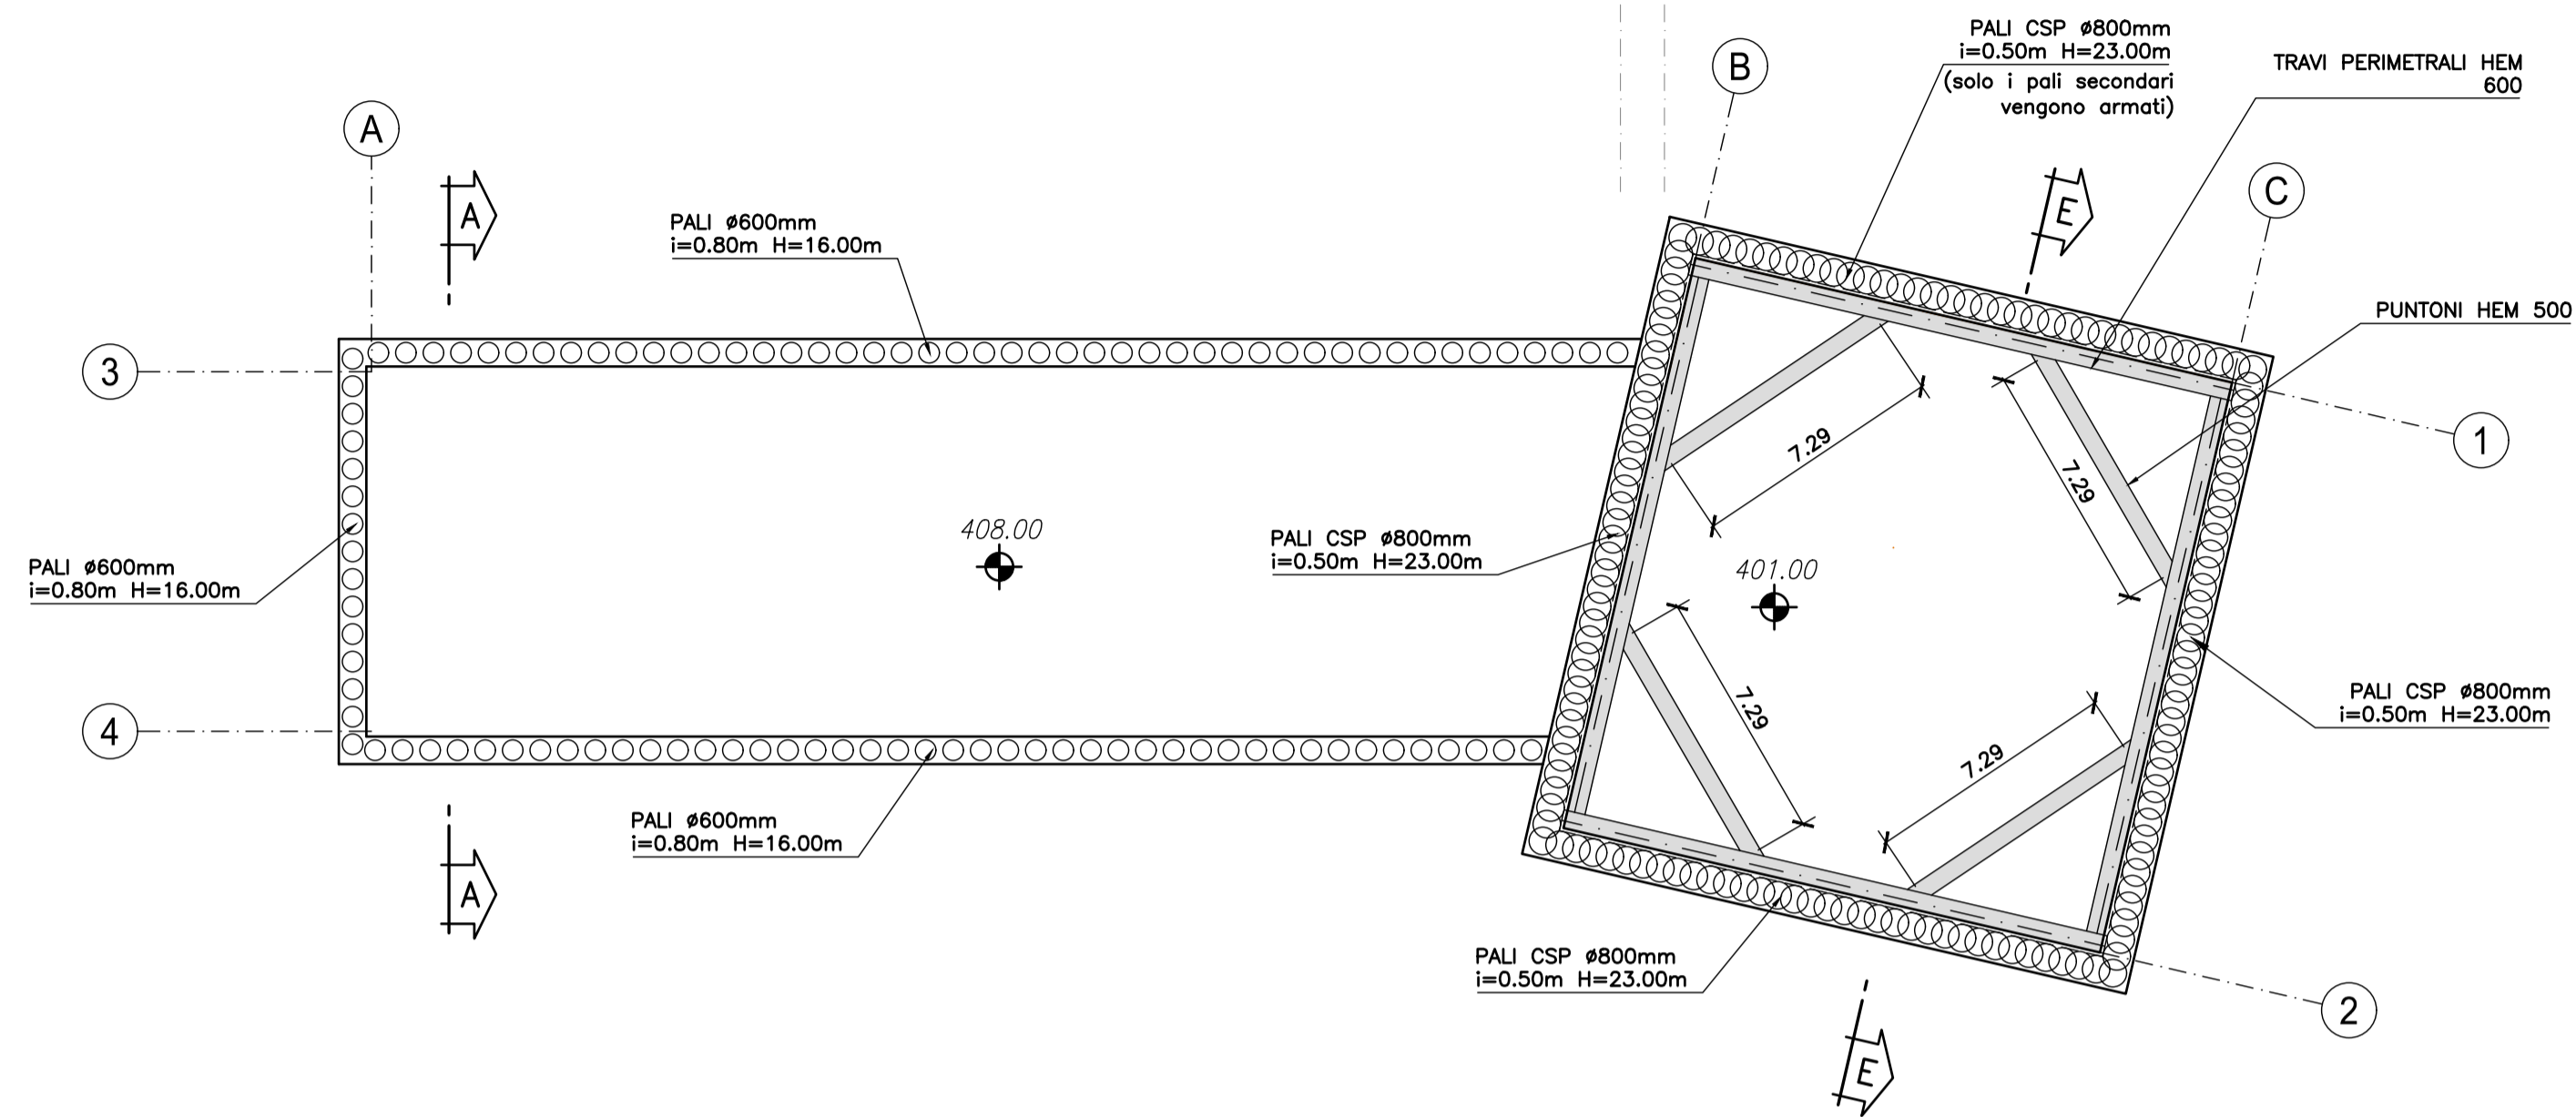 PALI CSP ø800mm
i=0.50m H=23.00m
(solo i pali secondari
vengono armati)
TRAVI PERIMETRALI HEM
600
B
A
C
A
E
PALI ø600mm
i=0.80m H=16.00m
PUNTONI HEM 500
3
1
7.29
7.29
408.00
PALI CSP ø800mm
i=0.50m H=23.00m
401.00
PALI ø600mm
i=0.80m H=16.00m
4
7.29
7.29
PALI CSP ø800mm
i=0.50m H=23.00m
PALI ø600mm
i=0.80m H=16.00m
A
PALI CSP ø800mm
i=0.50m H=23.00m
2
E